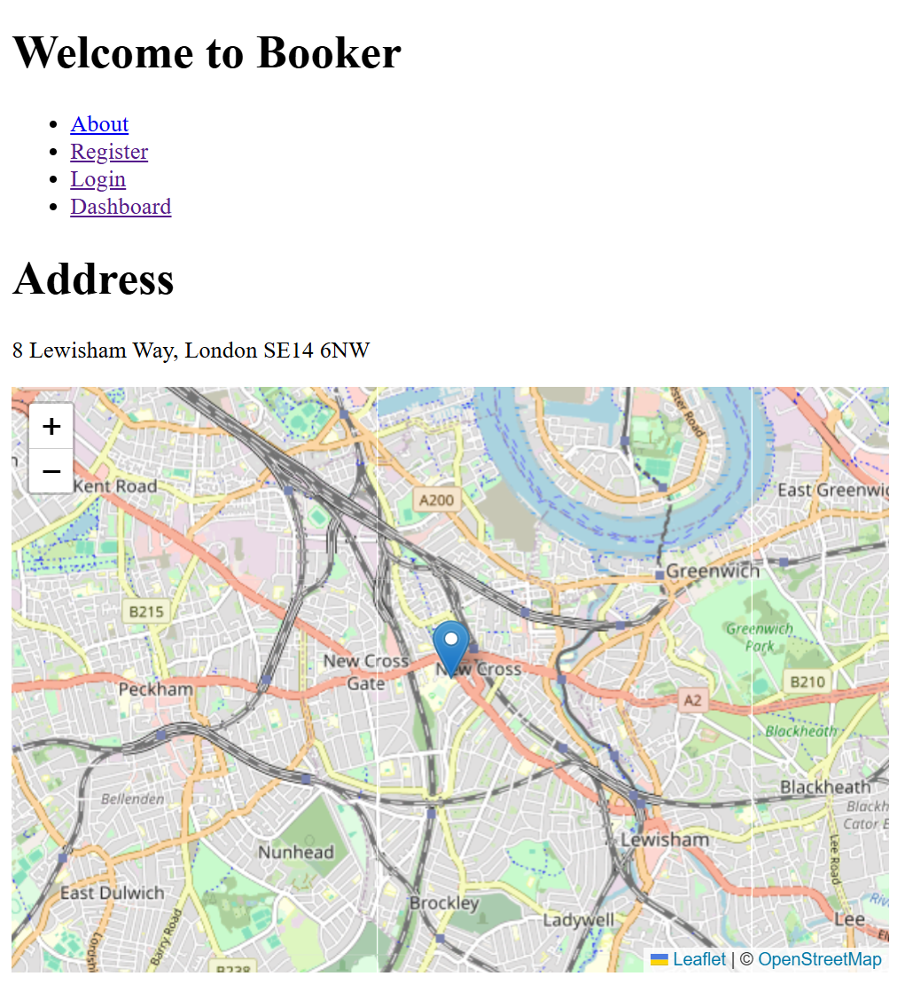 Welcome to Booker
About
Register
Login
Dashboard
Address
8 Lewisham Way, London SE14 6NW
+
−
Kent Road
A200
East Greenwic
Greenwich
B215
Greenwich
Park
New Cross
Gate
New Cross
Peckham
B210
A2
Blackheath
Blackheath
Bellenden
Blackh
Cator E
Lewisham
Nunhead
Lee Road
East Dulwich
Brockley
Ladywell
Lee
Barry Road
B238
Leaflet | © OpenStreetMap